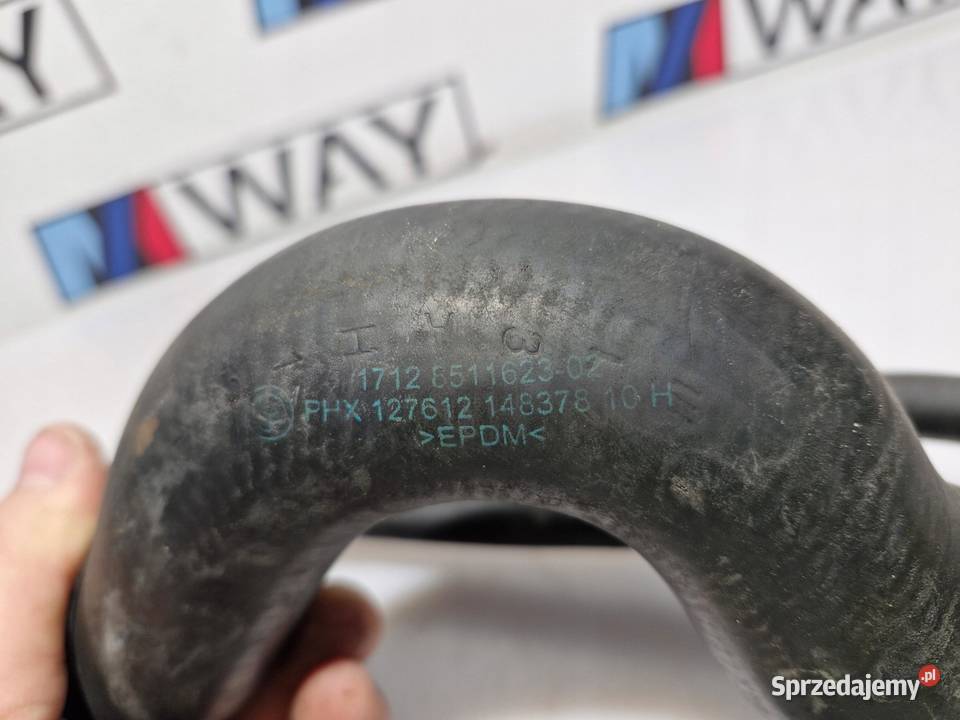 WAY
WAY
1712 8511623-02
PHX 127612 148378 10 H
>EPDM<
Sprzedajemy.pl